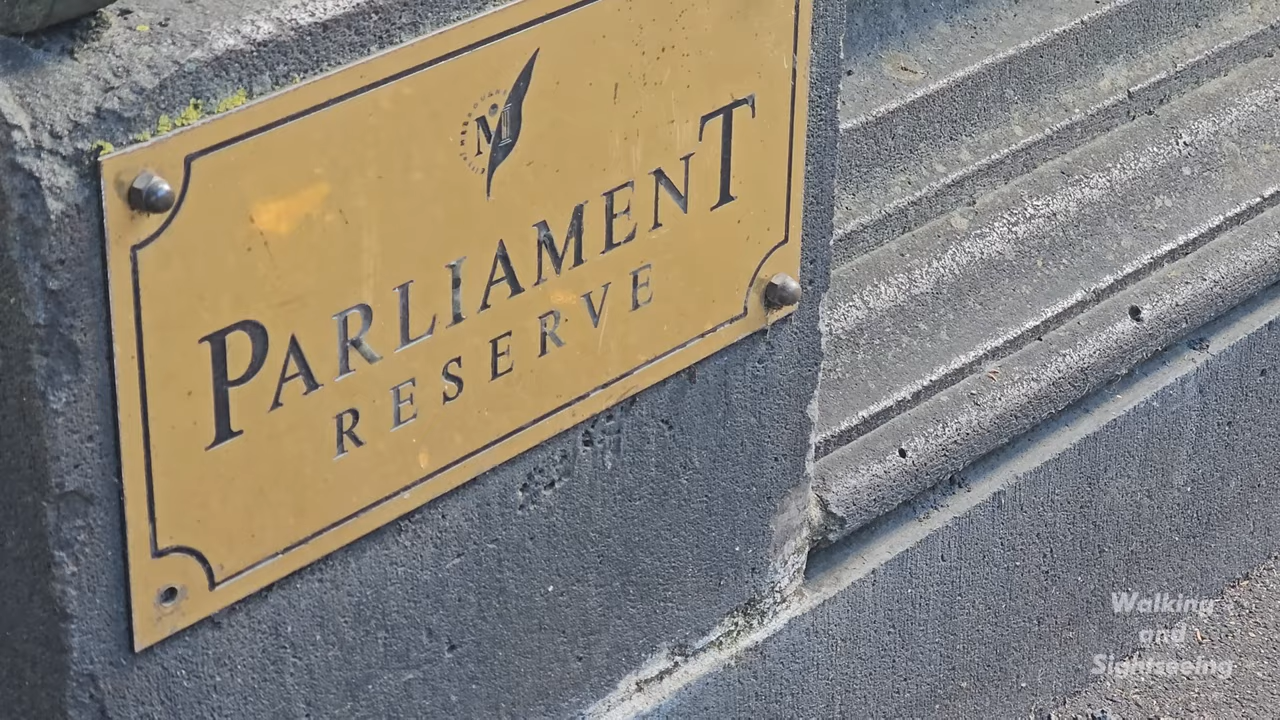 M
PARLIAMENT
RESERVE
Walking
and
Sightseeing